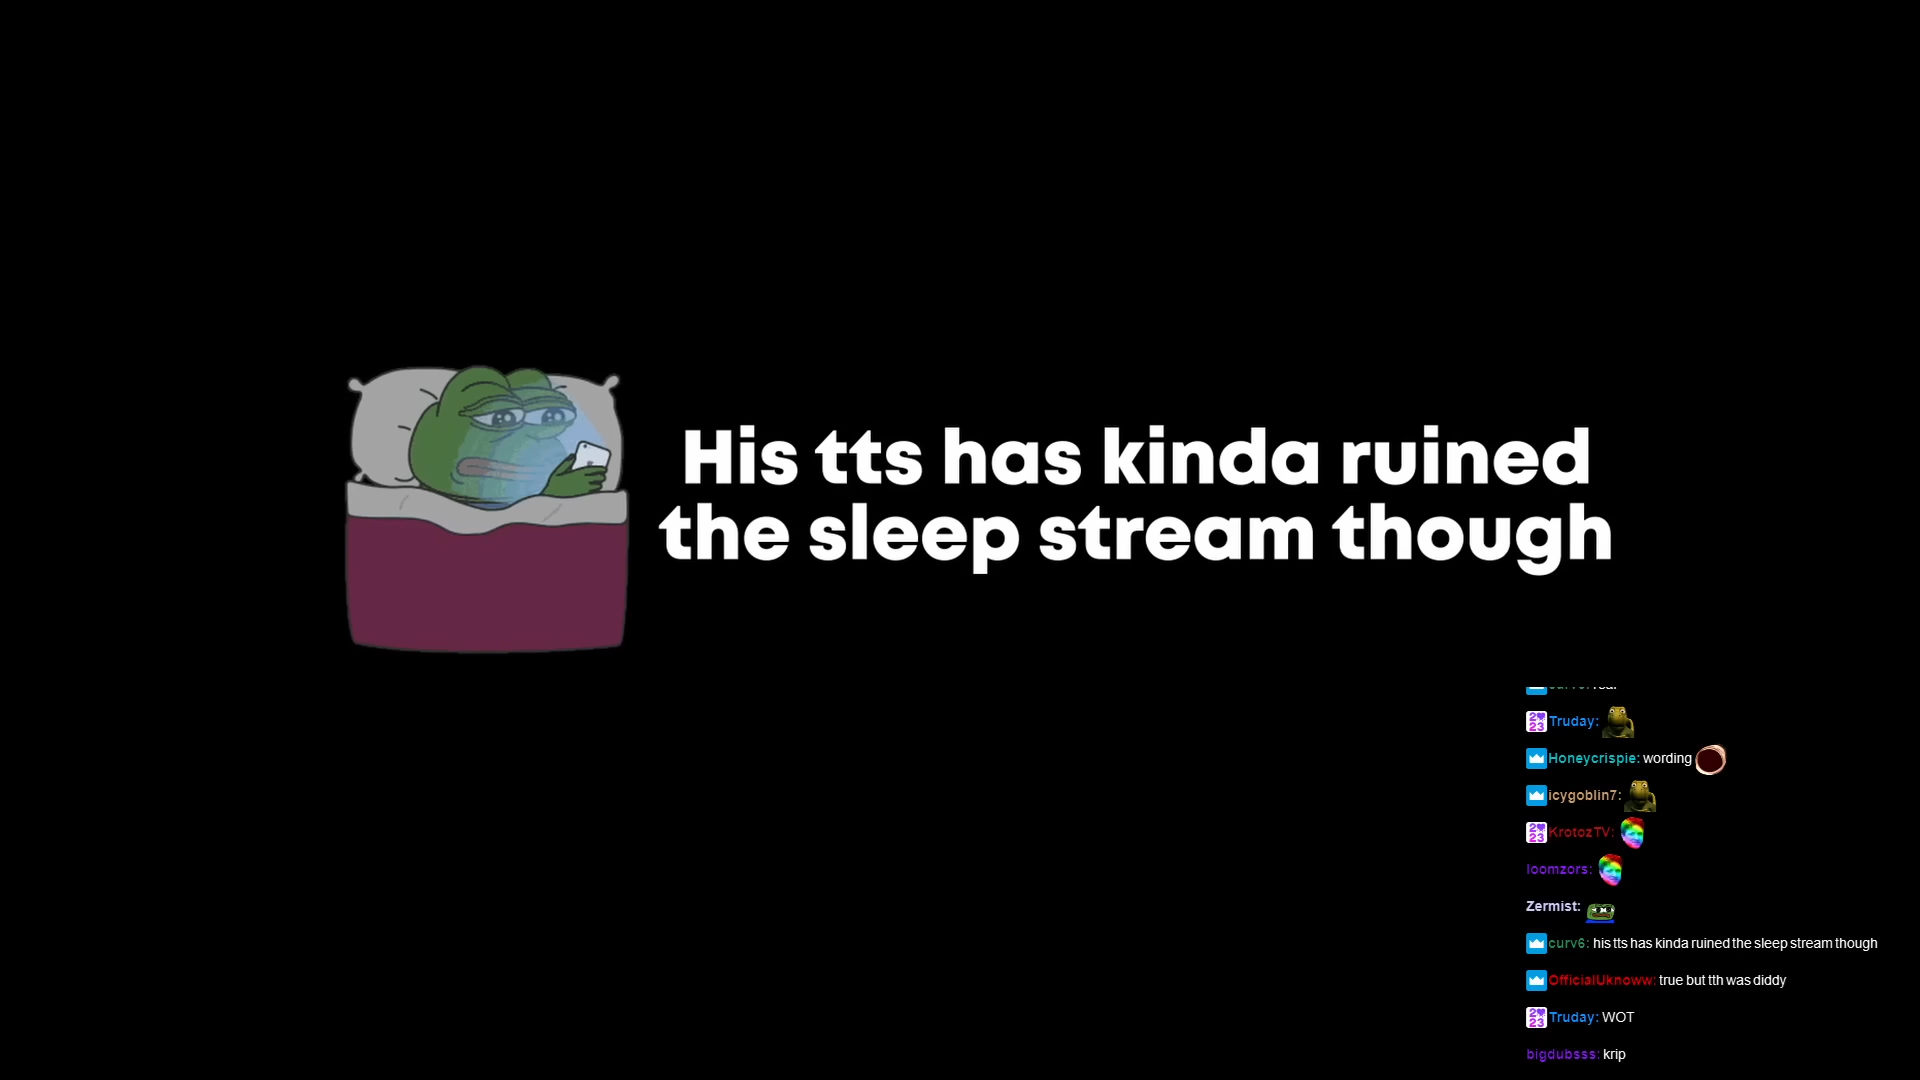 His tts has kinda ruined
the sleep stream though
Truday:
Honeycrispie: wording
icygoblin7:
KrotozTV:
loomzors:
Zermist:
curv6: his tts has kinda ruined the sleep stream though
OfficialUknoww: true but tth was diddy
Truday: WOT
bigdubsss: krip